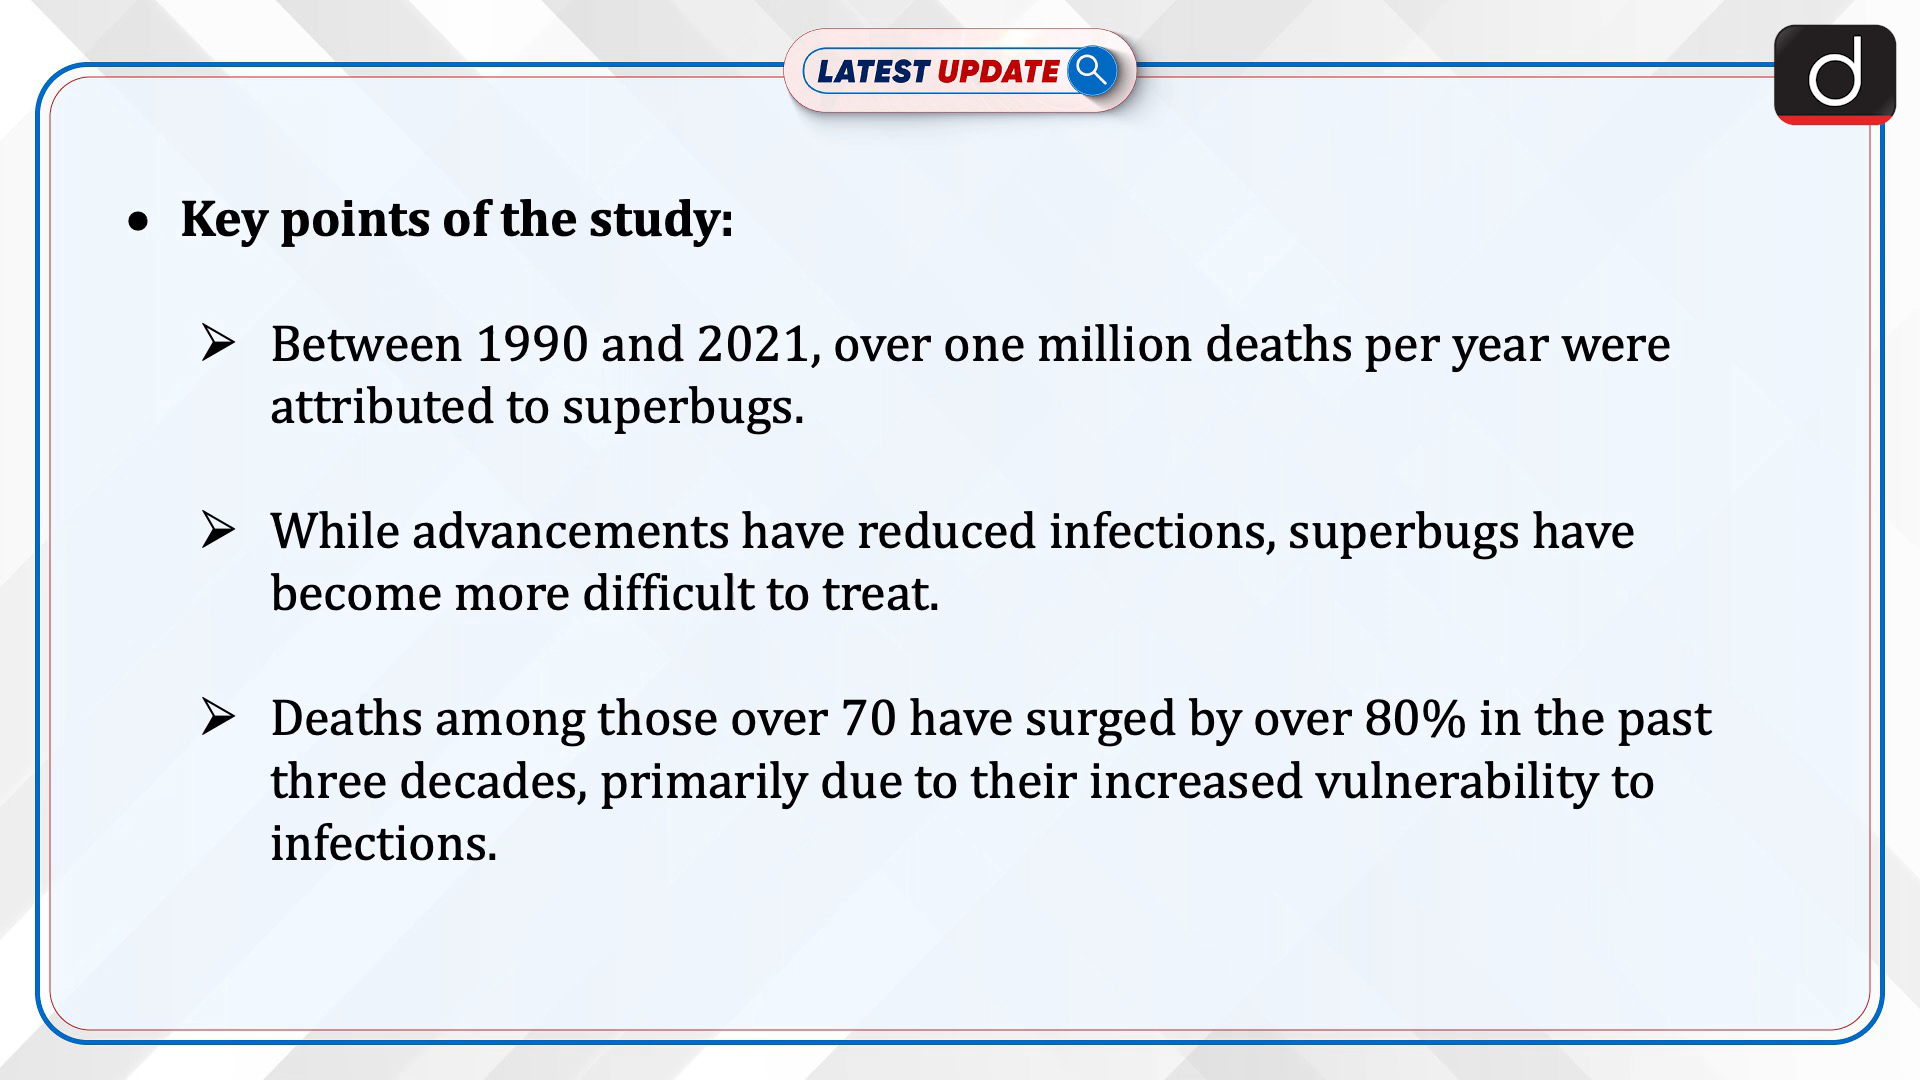 LATEST UPDATE
d
• Key points of the study:
➢ Between 1990 and 2021, over one million deaths per year were
attributed to superbugs.
➢ While advancements have reduced infections, superbugs have
become more difficult to treat.
➢ Deaths among those over 70 have surged by over 80% in the past
three decades, primarily due to their increased vulnerability to
infections.